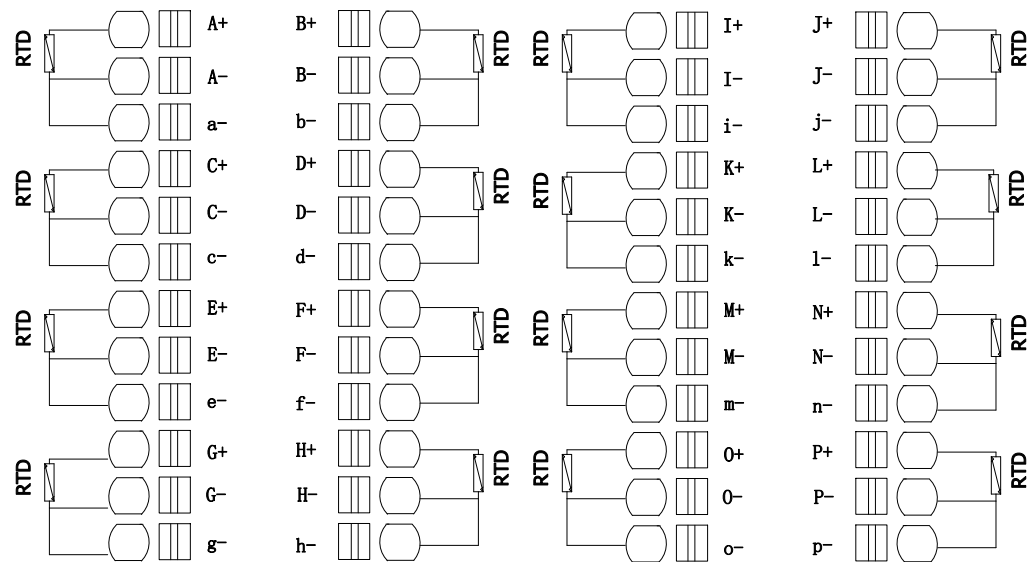 RTD A+ B+ RTD RTD I+ J+ RTD
A- B- I- J-
a- b- i- j-
RTD C+ D+ RTD RTD K+ L+ RTD
C- D- K- L-
c- d- k- l-
RTD E+ F+ RTD RTD M+ N+ RTD
E- F- M- N-
e- f- m- n-
RTD G+ H+ RTD RTD O+ P+ RTD
G- H- O- P-
g- h- o- p-